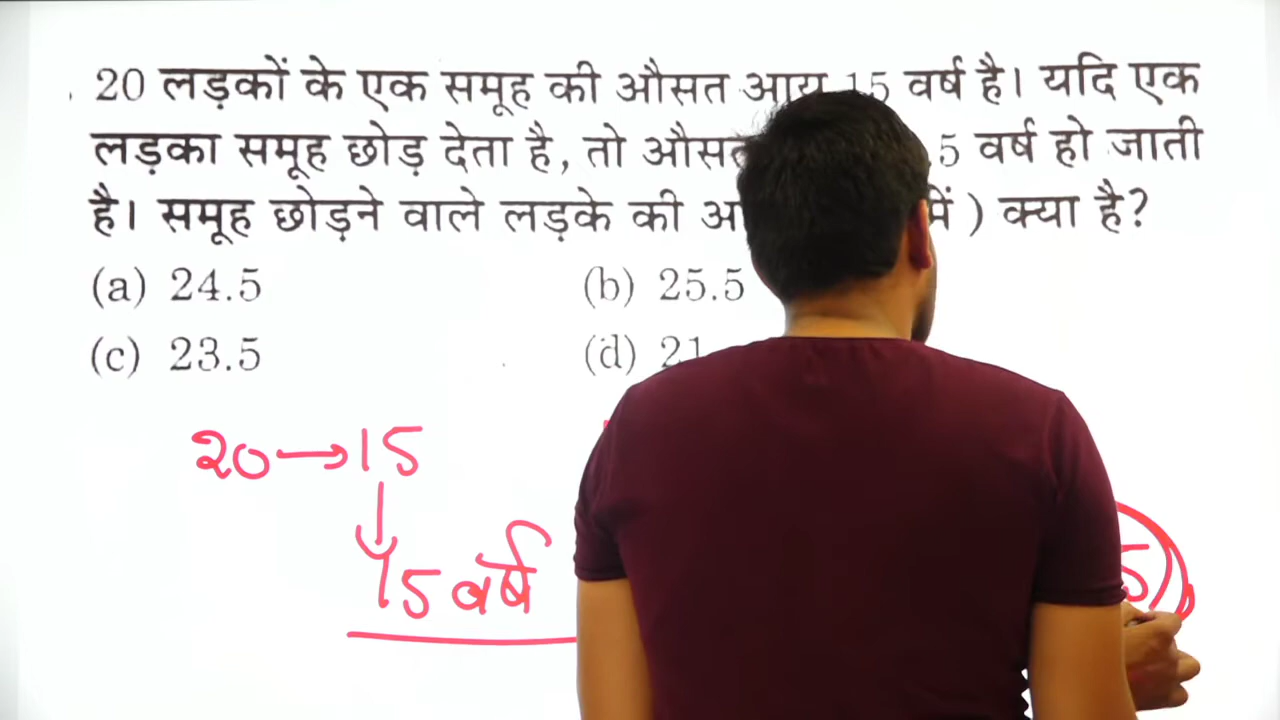 20 लड़कों के एक समूह की औसत आयु 15 वर्ष है। यदि एक
लड़का समूह छोड़ देता है, तो औसत 5 वर्ष हो जाती
है। समूह छोड़ने वाले लड़के की में ) क्या है?
(a) 24.5 (b) 25.5
(c) 23.5 (d) 21
20 → 15
15 वर्ष 5